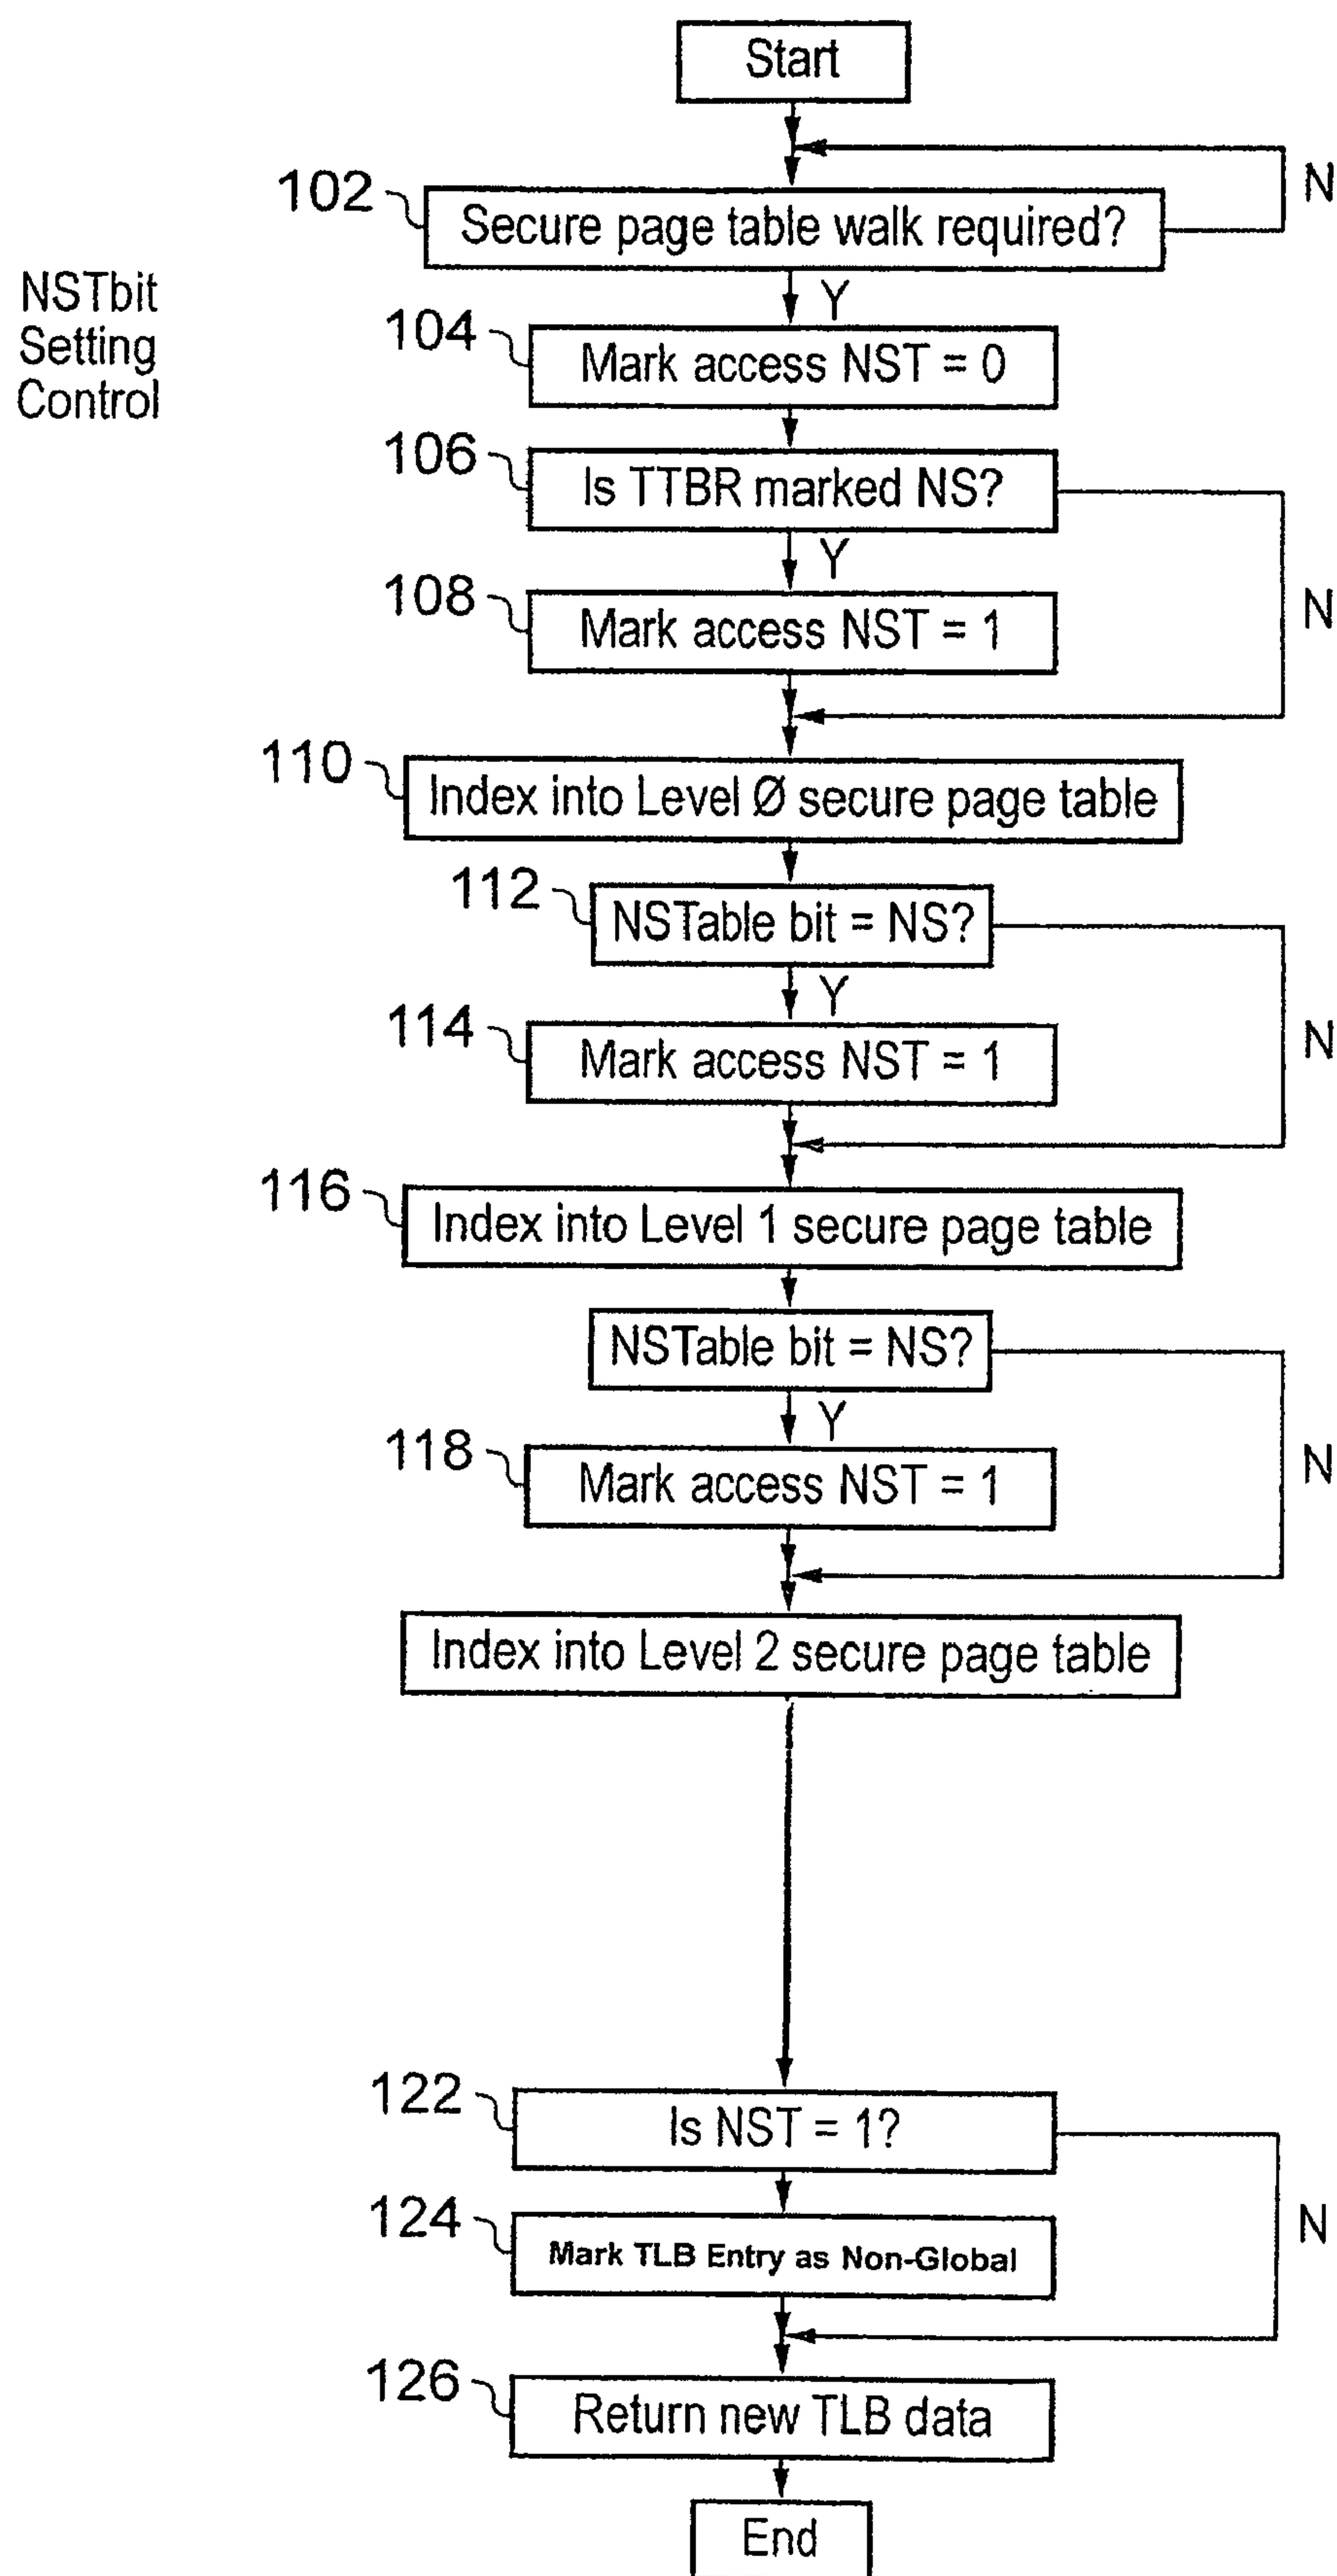 Start
N
102
Secure page table walk required?
NSTbit
Setting
Control
Y
104
Mark access NST = 0
106
Is TTBR marked NS?
Y
N
108
Mark access NST = 1
110
Index into Level Ø secure page table
112
NSTable bit = NS?
Y
N
114
Mark access NST = 1
116
Index into Level 1 secure page table
NSTable bit = NS?
Y
N
118
Mark access NST = 1
Index into Level 2 secure page table
122
Is NST = 1?
N
124
Mark TLB Entry as Non-Global
126
Return new TLB data
End